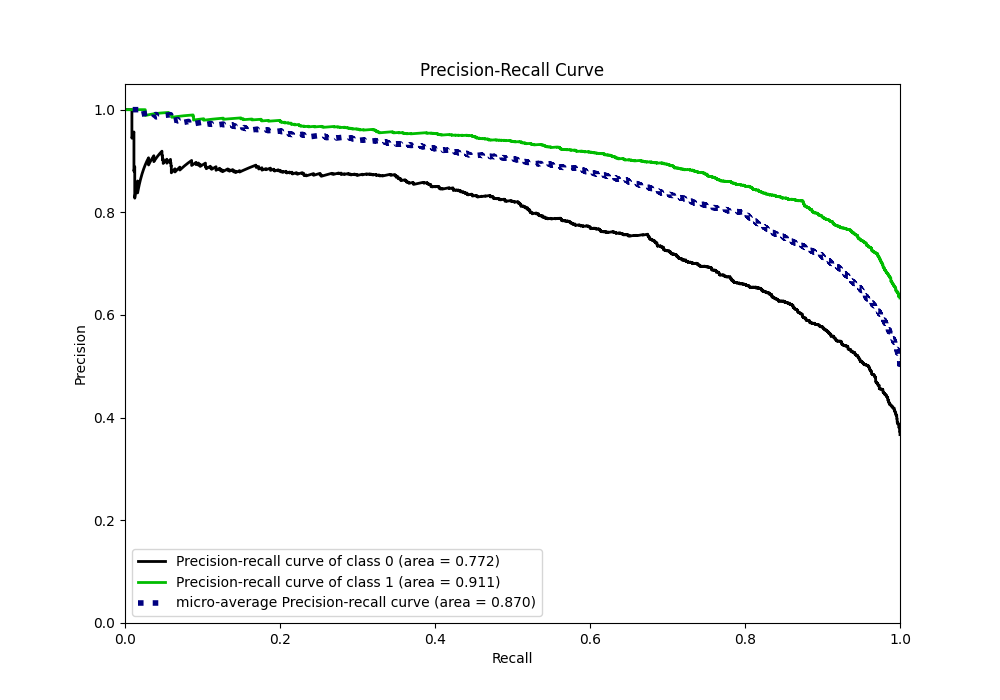 Precision-Recall Curve
1.0
0.8
0.6
0.4
0.2
0.0
Precision
Precision-recall curve of class 0 (area = 0.772)
Precision-recall curve of class 1 (area = 0.911)
micro-average Precision-recall curve (area = 0.870)
0.0 0.2 0.4 0.6 0.8 1.0
Recall